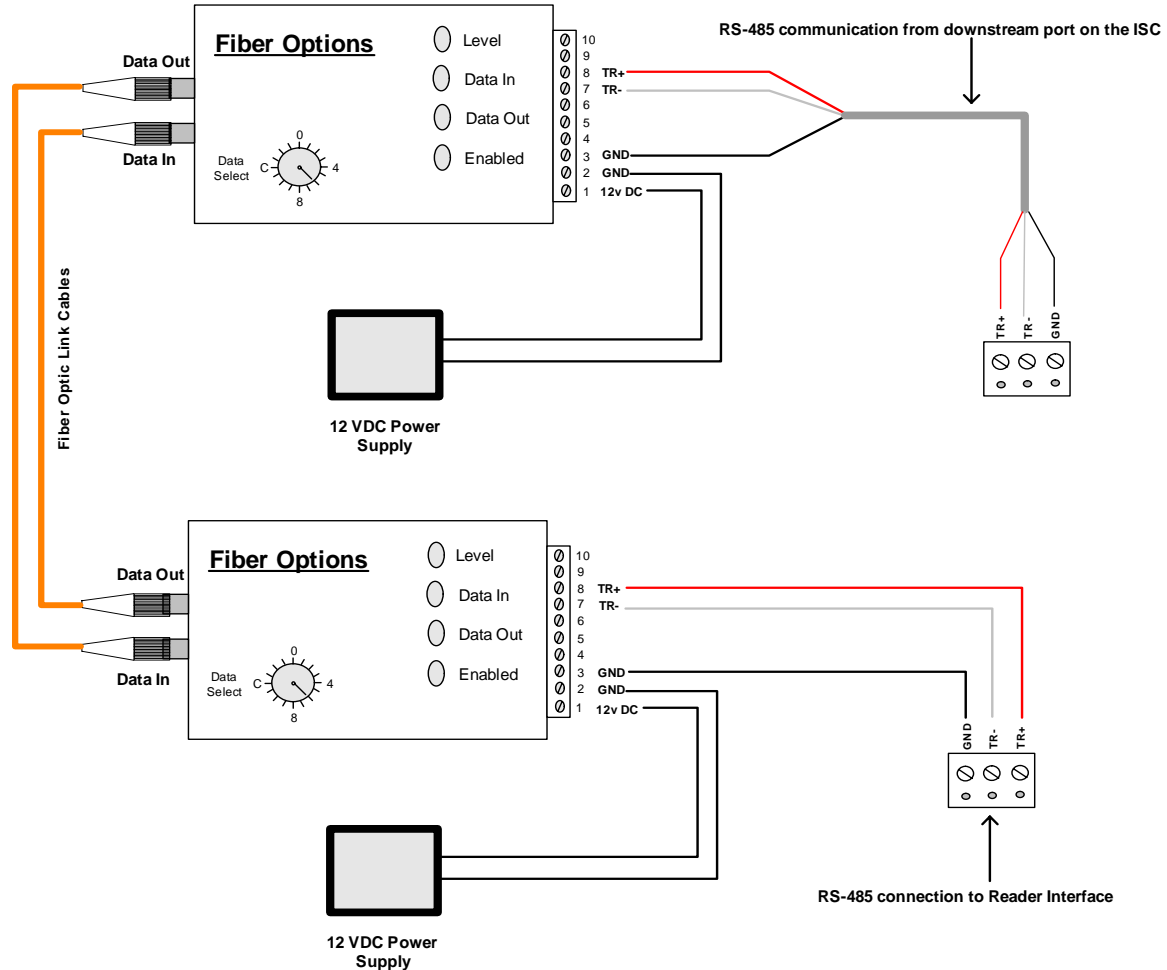 RS-485 communication from downstream port on the ISC
Fiber Options
Data Out
Data In
Level
Data In
Data Out
Enabled
Data
Select
0
4
8
C
10
9
8 TR+
7 TR-
6
5
4
3 GND
2 GND
1 12v DC
TR+
TR-
GND
Fiber Optic Link Cables
12 VDC Power
Supply
Fiber Options
Data Out
Data In
Level
Data In
Data Out
Enabled
Data
Select
0
4
8
C
10
9
8 TR+
7 TR-
6
5
4
3 GND
2 GND
1 12v DC
GND
TR-
TR+
RS-485 connection to Reader Interface
12 VDC Power
Supply